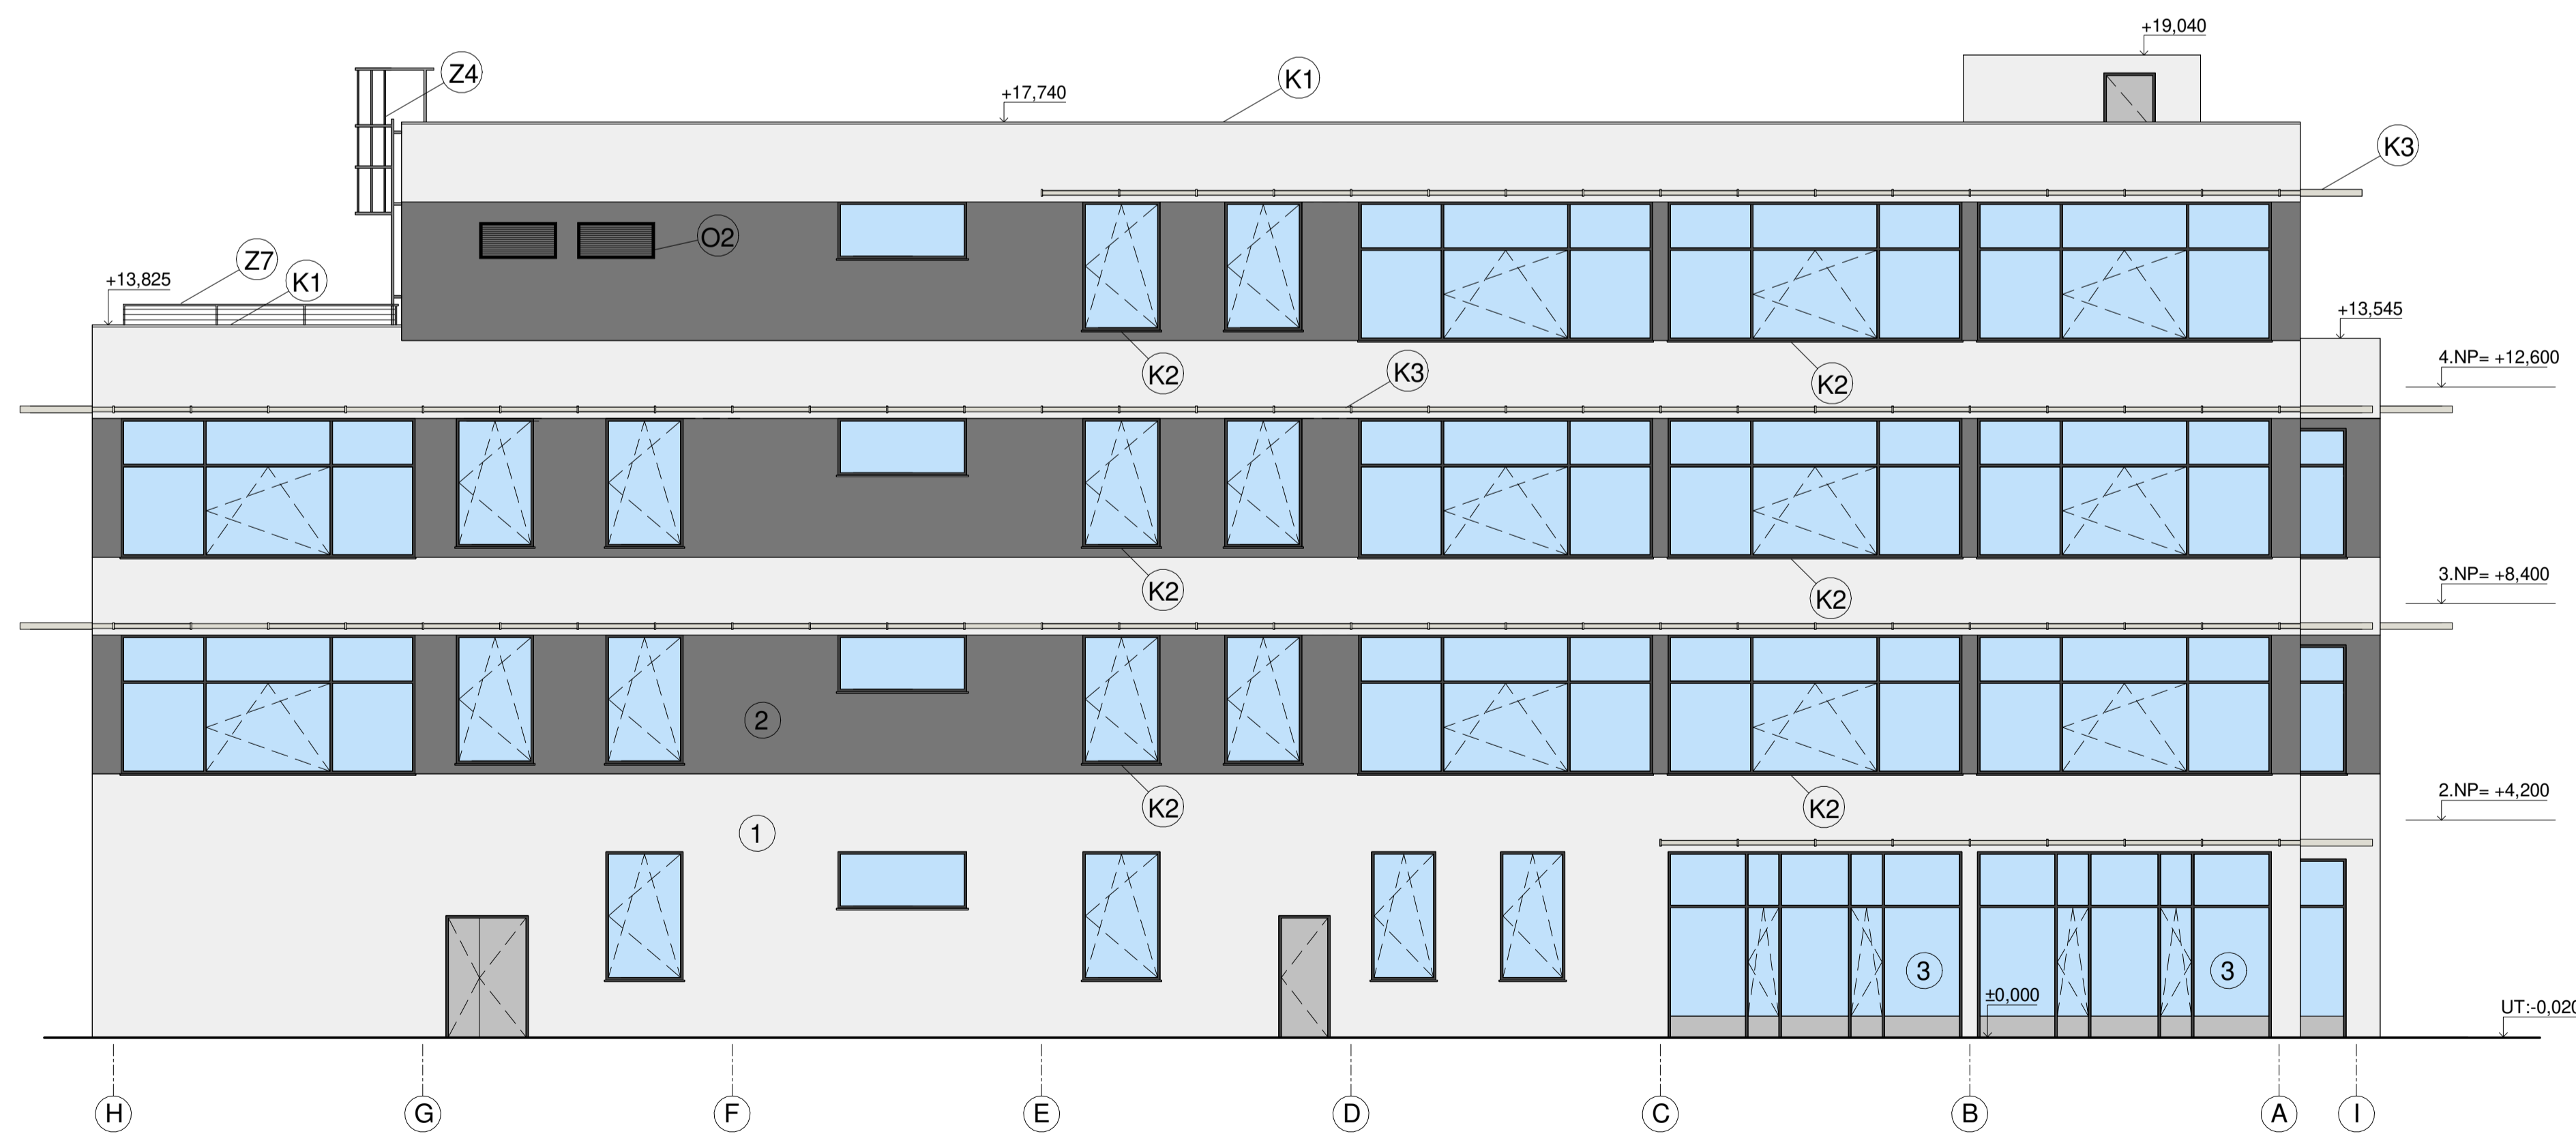 +19,040
Z4
K1
+17,740
K3
O2
Z7
K1
+13,825
+13,545
4.NP= +12,600
K2
K3
K2
3.NP= +8,400
K2
K2
2
2.NP= +4,200
K2
K2
1
3
3
±0,000
UT:-0,020
H G F E D C B A I